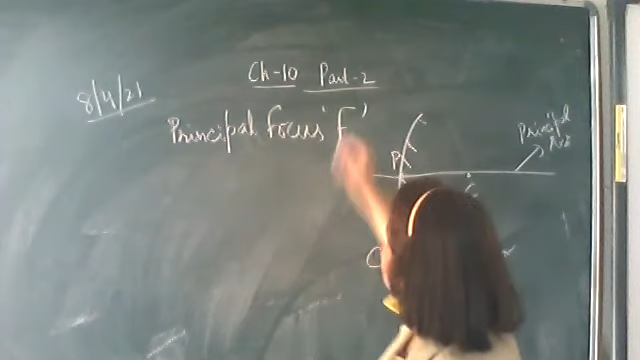 Ch-10 Part-2
8/4/21
Principal Focus 'F'
Principal
Axis
P
C